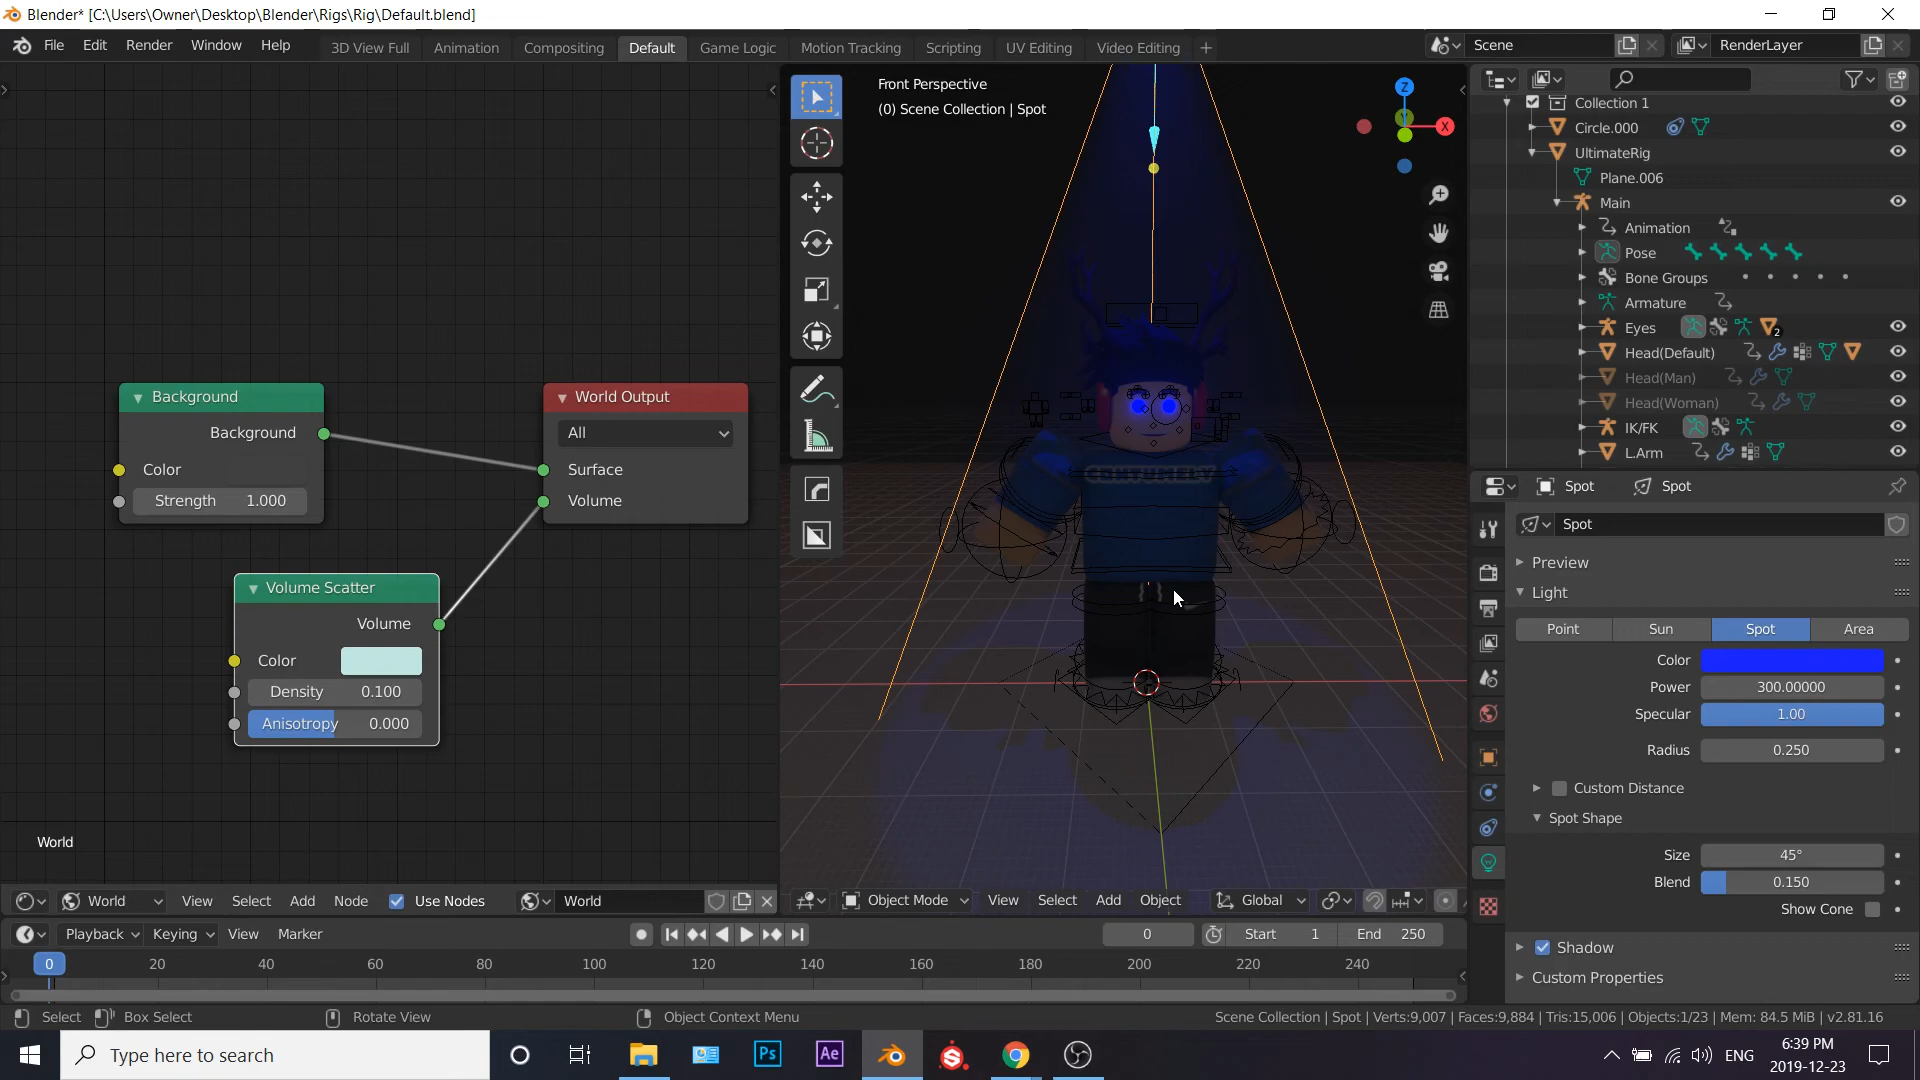 Blender* [C:\Users\Owner\Desktop\Blender\Rigs\Rig\Default.blend]
File Edit Render Window Help 3D View Full Animation Compositing Default Game Logic Motion Tracking Scripting UV Editing Video Editing + Scene RenderLayer
Front Perspective
(0) Scene Collection | Spot
Z
Y
X
Collection 1
Circle.000
UltimateRig
Plane.006
Main
Animation
Pose
Bone Groups
Armature
Eyes 2
Head(Default)
Head(Man)
Head(Woman)
IK/FK
L.Arm
Background
Background
Color
Strength 1.000
World Output
All
Surface
Volume
Volume Scatter
Volume
Color
Density 0.100
Anisotropy 0.000
World
CONTUMELY
Spot Spot
Spot
Preview
Light
Point Sun Spot Area
Color
Power 300.00000
Specular 1.00
Radius 0.250
Custom Distance
Spot Shape
Size 45°
Blend 0.150
Show Cone
Shadow
Custom Properties
World View Select Add Node Use Nodes World
Object Mode View Select Add Object Global
Playback Keying View Marker 0 Start 1 End 250
0 20 40 60 80 100 120 140 160 180 200 220 240
Select Box Select Rotate View Object Context Menu
Scene Collection | Spot | Verts:9,007 | Faces:9,884 | Tris:15,006 | Objects:1/23 | Mem: 84.5 MiB | v2.81.16
Type here to search
Ps
Ae
ENG
6:39 PM
2019-12-23